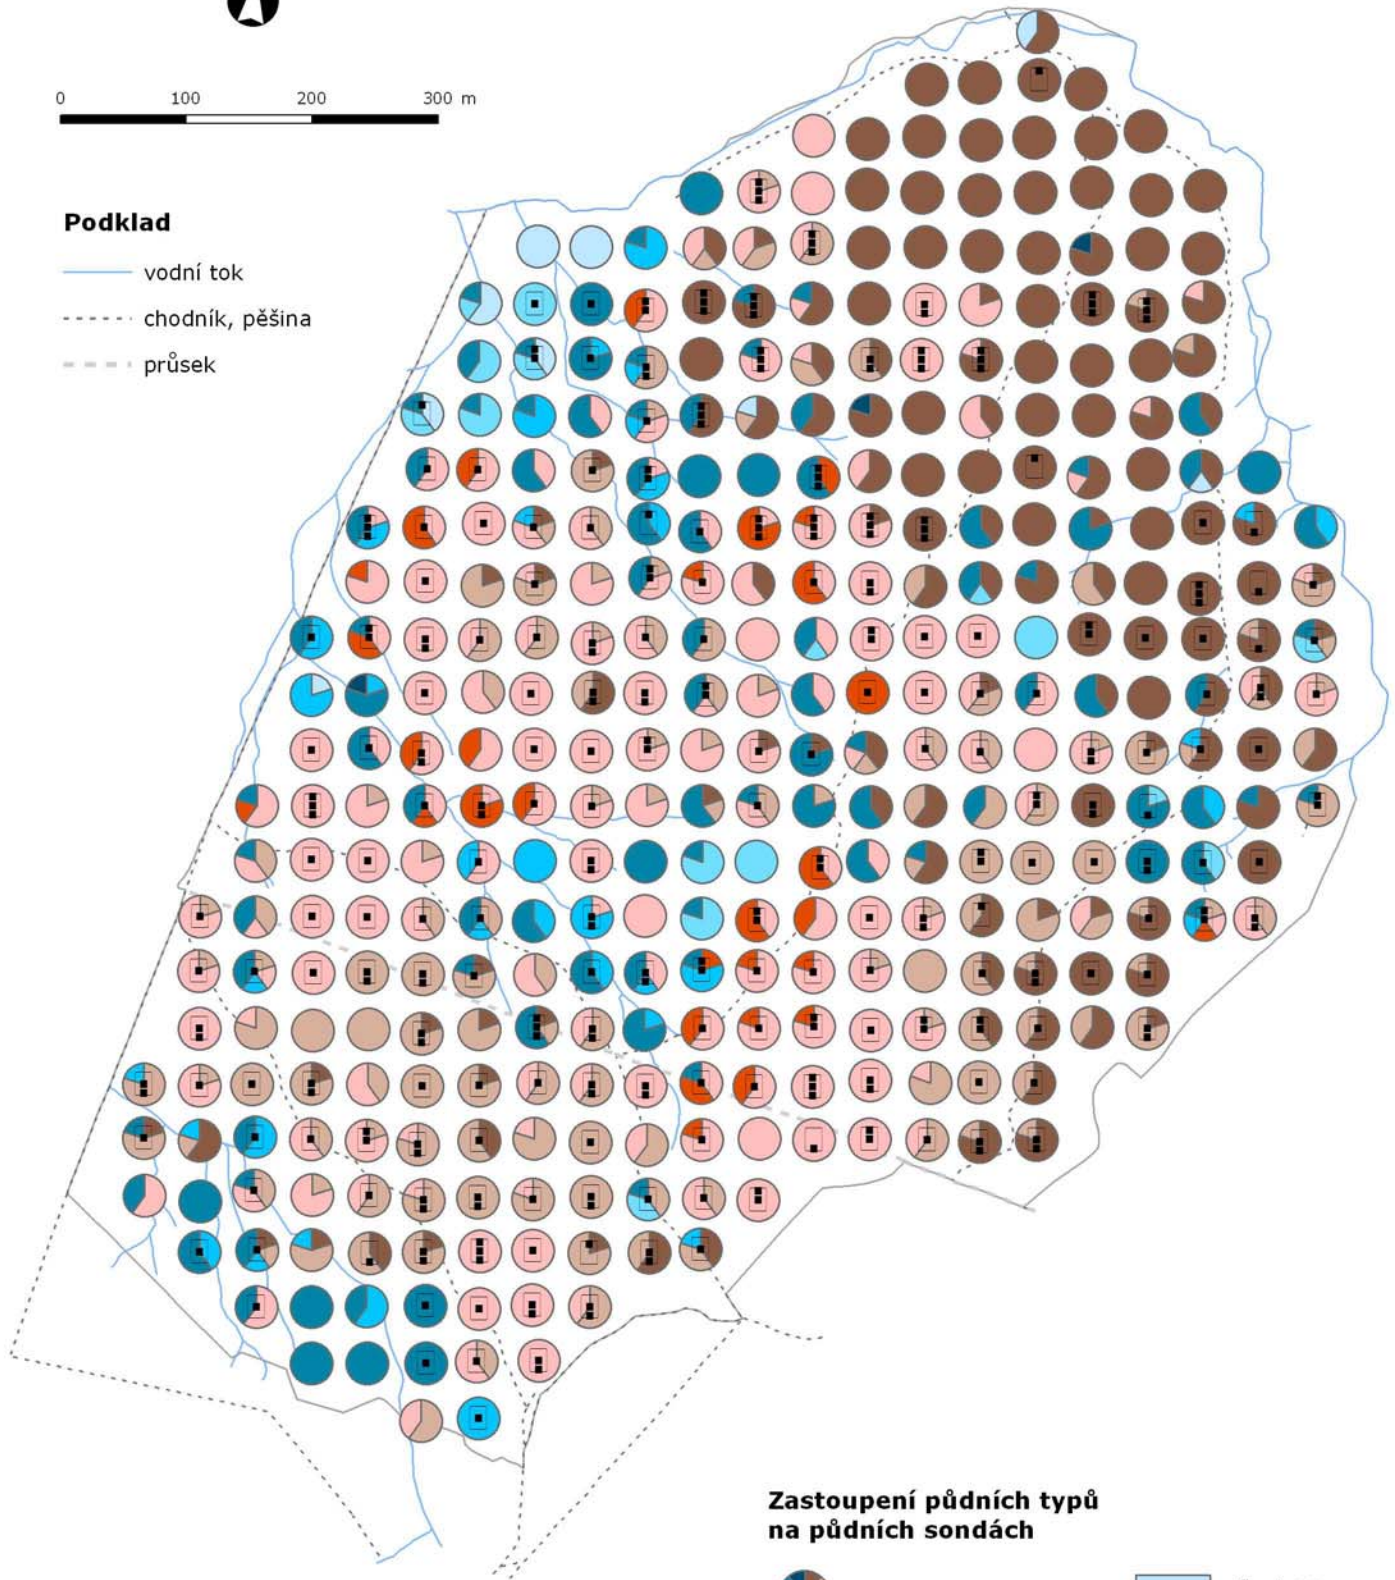 0 100 200 300 m
Podklad
vodní tok
chodník, pěšina
průsek
Zastoupení půdních typů
na půdních sondách